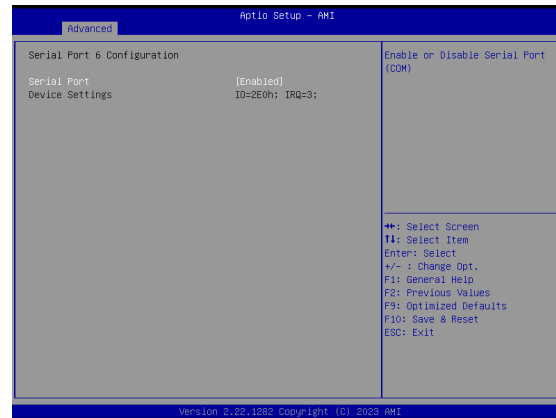 Aptio Setup - AMI
Advanced
Serial Port 6 Configuration
Serial Port [Enabled]
Device Settings IO=2E0h; IRQ=3;
Enable or Disable Serial Port
(COM)
→←: Select Screen
↑↓: Select Item
Enter: Select
+/- : Change Opt.
F1: General Help
F2: Previous Values
F9: Optimized Defaults
F10: Save & Reset
ESC: Exit
Version 2.22.1282 Copyright (C) 2023 AMI